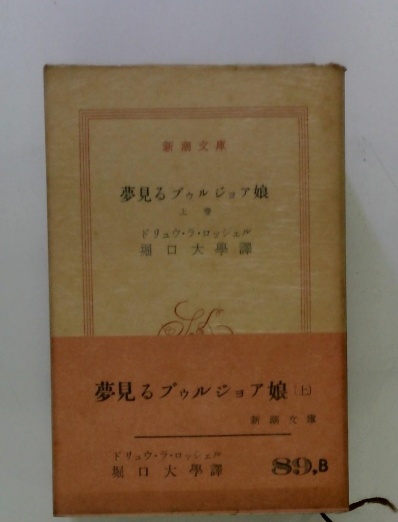 新潮文庫
夢見るブゥルジョア娘
上巻
ドリュウ・ラ・ロッシェル
堀口大學譯
夢見るブゥルジョア娘〔上〕
新潮文庫
ドリュウ・ラ・ロッシェル
堀口大學譯
89,B